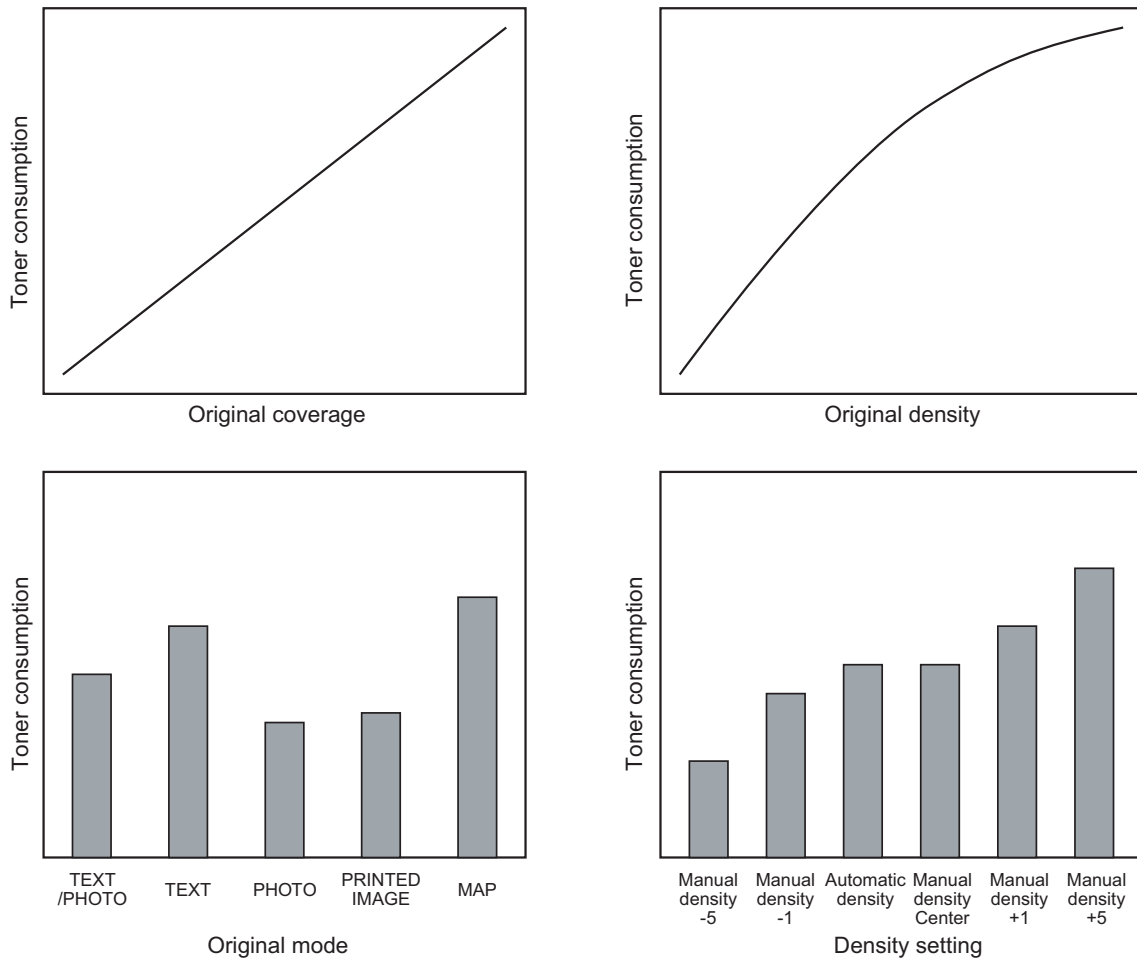 Toner consumption
Original coverage
Toner consumption
Original density
Toner consumption
TEXT
/PHOTO
TEXT
PHOTO
PRINTED
IMAGE
MAP
Original mode
Toner consumption
Manual
density
-5
Manual
density
-1
Automatic
density
Manual
density
Center
Manual
density
+1
Manual
density
+5
Density setting